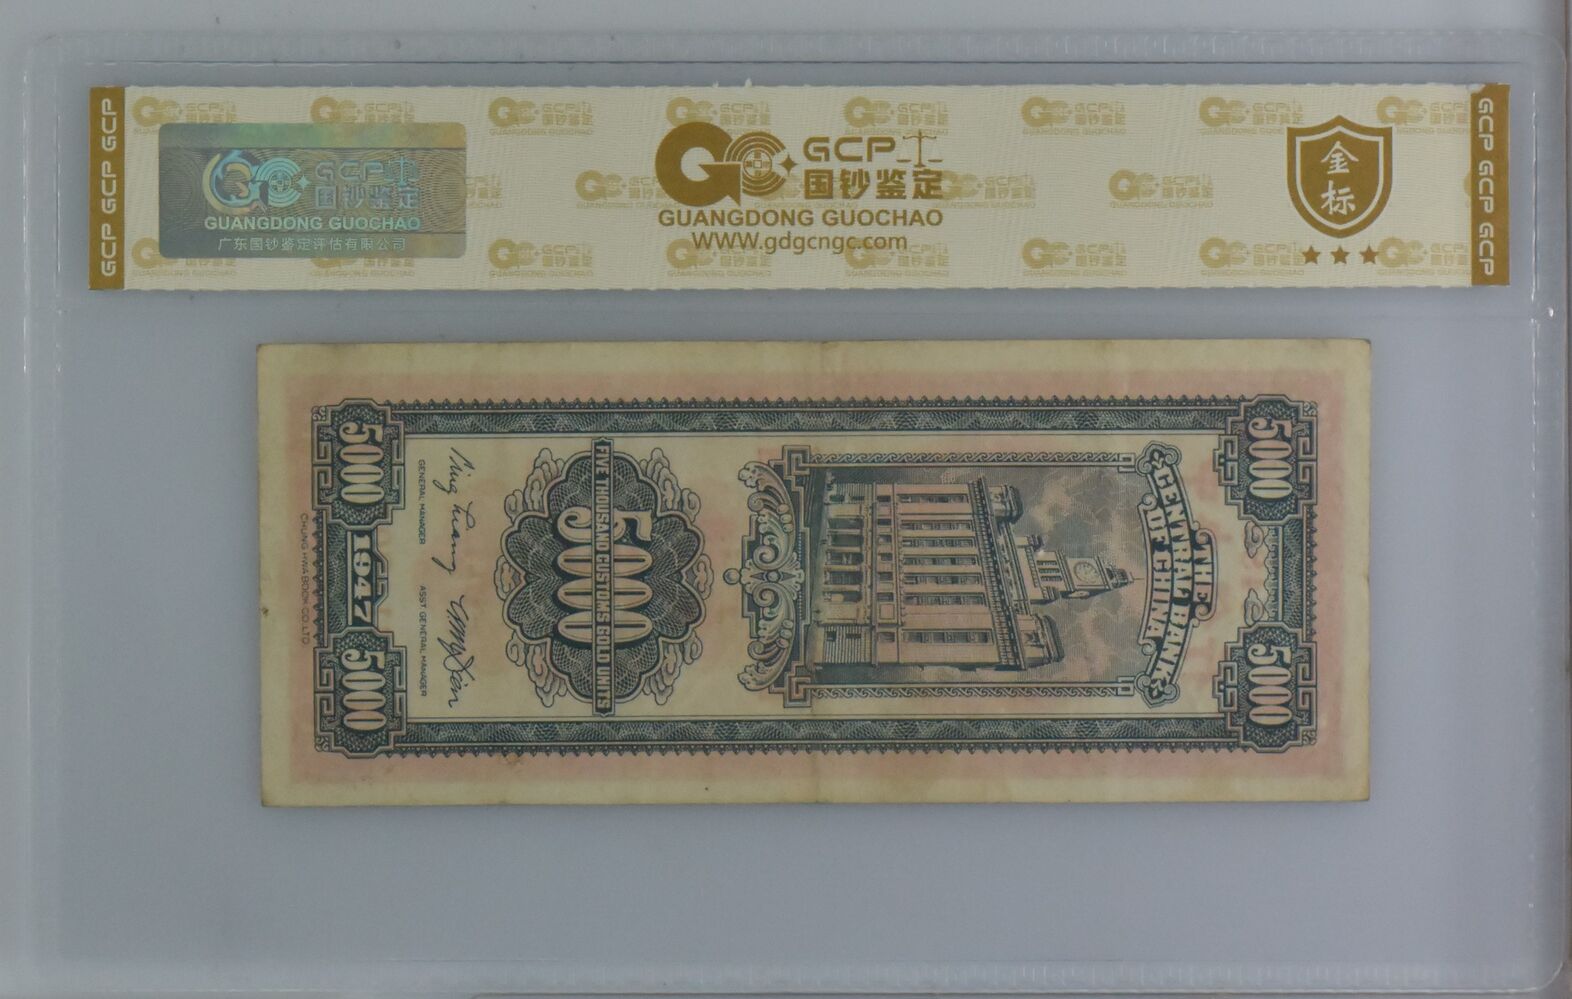 GCP GCP GCP
GCP国钞鉴定
GUANGDONG GUOCHAO
广东国钞鉴定评估有限公司
GCP
国钞鉴定
GUANGDONG GUOCHAO
WWW.gdgcngc.com
金
标
GCP GCP GCP
THE
CENTRAL BANK
OF CHINA
5000
5000
FIVE THOUSAND CUSTOMS GOLD UNITS
5000
GENERAL MANAGER
ASST GENERAL MANAGER
5000
1947
5000
CHUNG HWA BOOK CO. LTD.